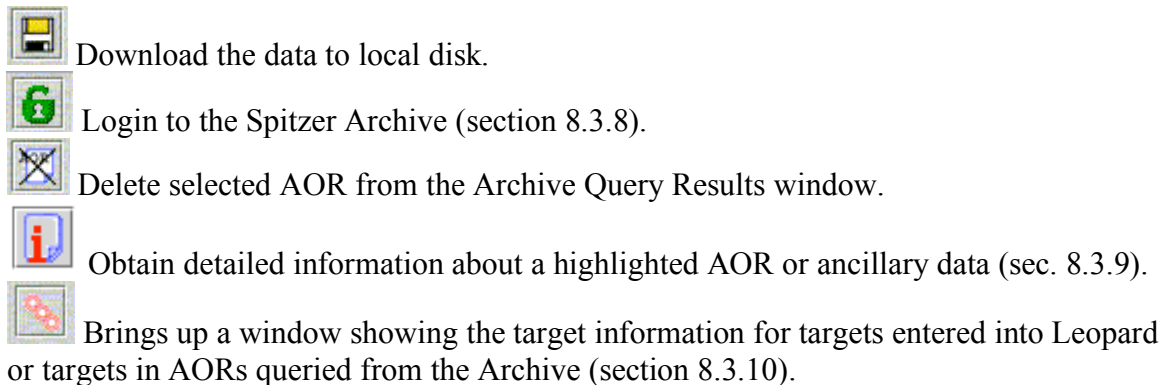 Download the data to local disk.
Login to the Spitzer Archive (section 8.3.8).
Delete selected AOR from the Archive Query Results window.
Obtain detailed information about a highlighted AOR or ancillary data (sec. 8.3.9).
Brings up a window showing the target information for targets entered into Leopard
or targets in AORs queried from the Archive (section 8.3.10).